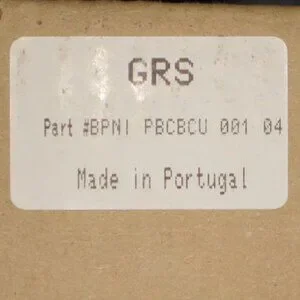 GRS
Part #BPNI PBCBCU 001 04
Made in Portugal